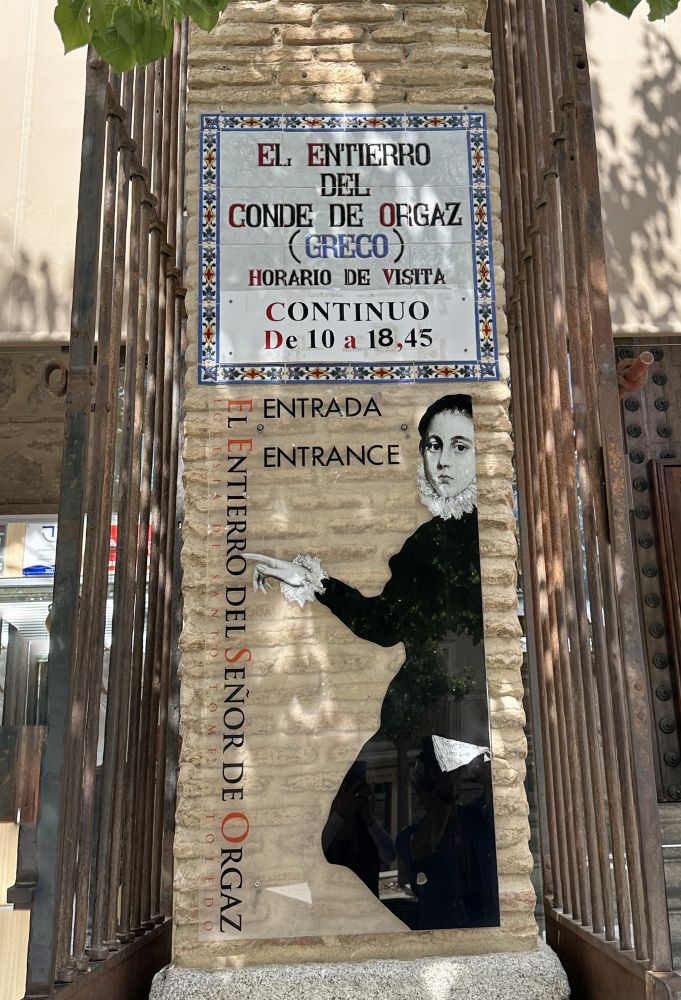 EL ENTIERRO
DEL
CONDE DE ORGAZ
(GRECO)
HORARIO DE VISITA
CONTINUO
De 10 a 18,45
ENTRADA
ENTRANCE
EL ENTIERRO DEL SEÑOR DE ORGAZ
IGLESIA DE SANTO TOMÉ TOLEDO